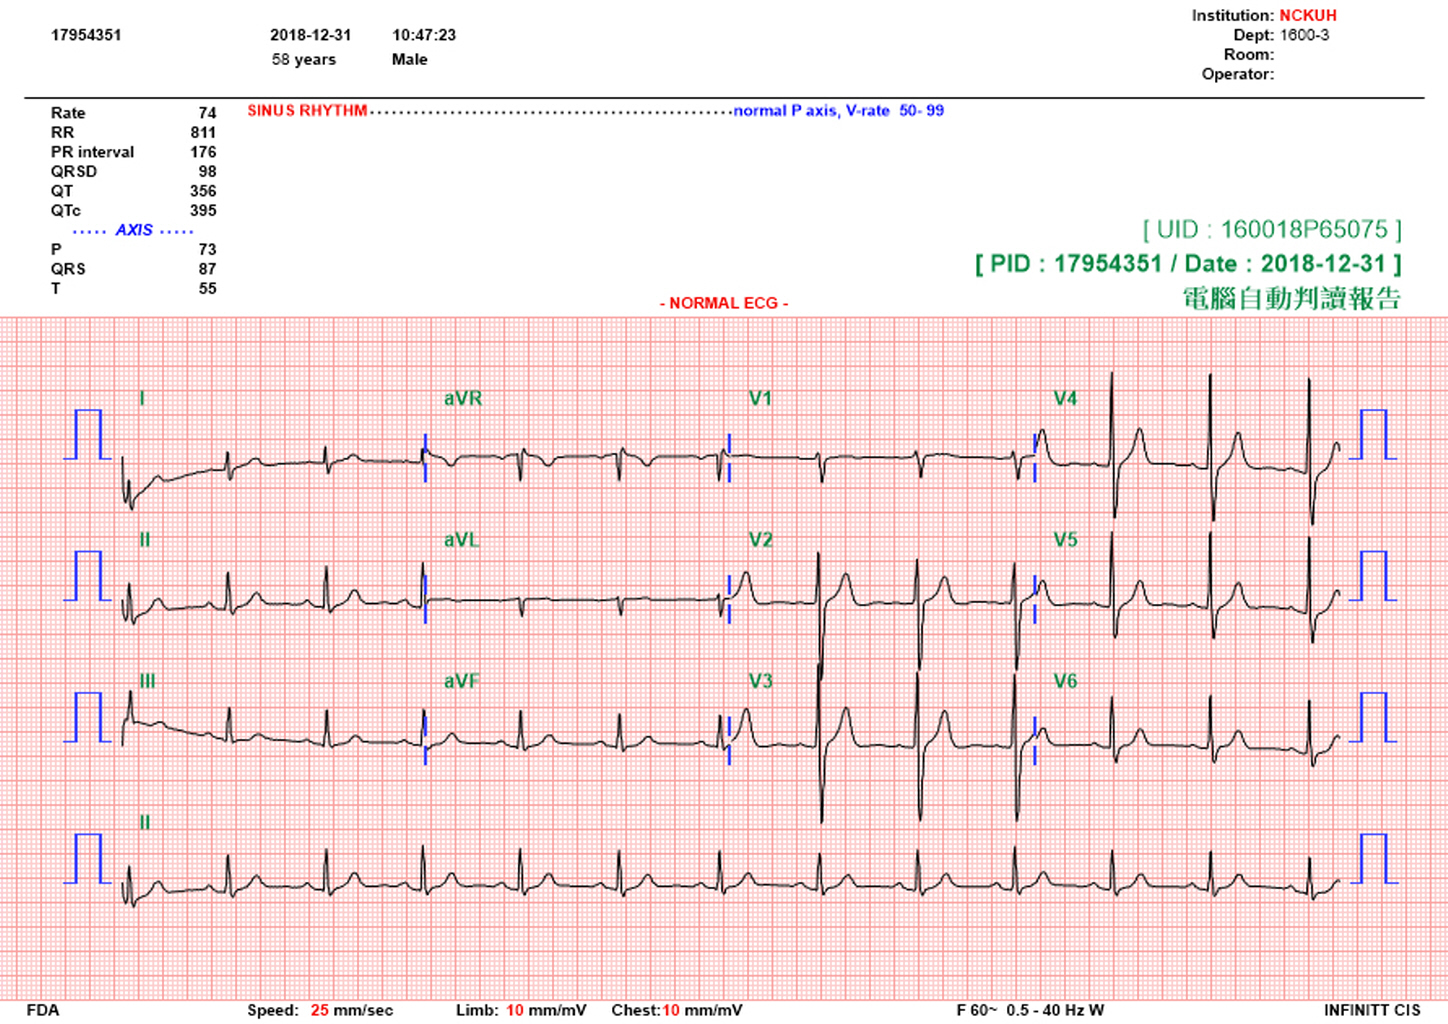 Institution: NCKUH
17954351 2018-12-31 10:47:23 Dept: 1600-3
58 years Male Room:
Operator:
Rate 74 SINUS RHYTHM normal P axis, V-rate 50- 99
RR 811
PR interval 176
QRSD 98
QT 356
QTc 395
..... AXIS .....
P 73
QRS 87
T 55
[ UID : 160018P65075 ]
[ PID : 17954351 / Date : 2018-12-31 ]
電腦自動判讀報告
- NORMAL ECG -
I aVR V1 V4
II aVL V2 V5
III aVF V3 V6
II
FDA Speed: 25 mm/sec Limb: 10 mm/mV Chest:10 mm/mV F 60~ 0.5 - 40 Hz W INFINITT CIS